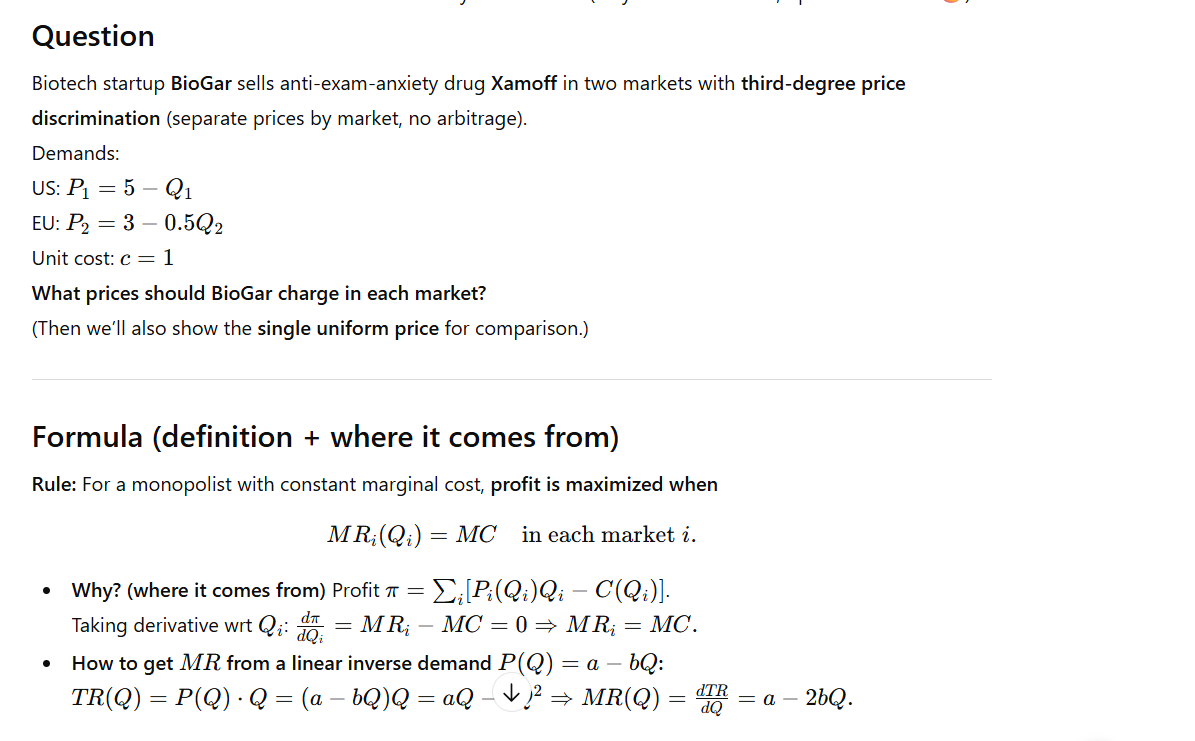 Question
Biotech startup BioGar sells anti-exam-anxiety drug Xamoff in two markets with third-degree price
discrimination (separate prices by market, no arbitrage).
Demands:
US: P₁ = 5 − Q₁
EU: P₂ = 3 − 0.5Q₂
Unit cost: c = 1
What prices should BioGar charge in each market?
(Then we’ll also show the single uniform price for comparison.)
Formula (definition + where it comes from)
Rule: For a monopolist with constant marginal cost, profit is maximized when
MRᵢ(Qᵢ) = MC in each market i.
• Why? (where it comes from) Profit π = ∑ᵢ[Pᵢ(Qᵢ)Qᵢ − C(Qᵢ)].
Taking derivative wrt Qᵢ: dπ/dQᵢ = MRᵢ − MC = 0 ⇒ MRᵢ = MC.
• How to get MR from a linear inverse demand P(Q) = a − bQ:
TR(Q) = P(Q) · Q = (a − bQ)Q = aQ − ² ⇒ MR(Q) = dTR/dQ = a − 2bQ.